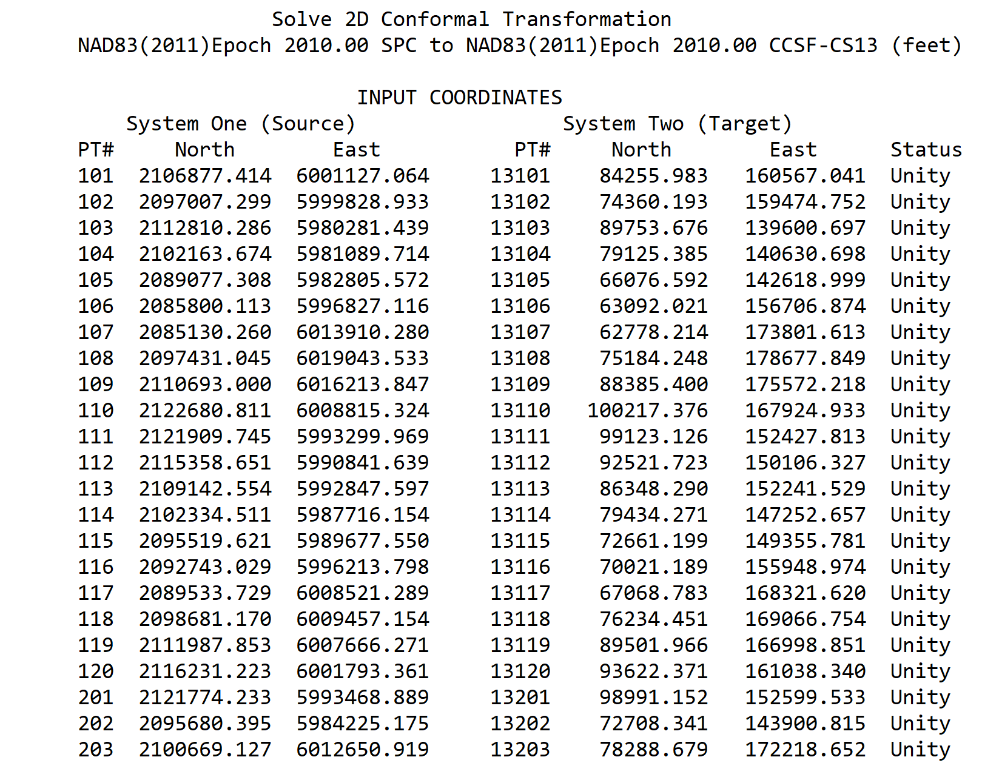 Solve 2D Conformal Transformation
NAD83(2011)Epoch 2010.00 SPC to NAD83(2011)Epoch 2010.00 CCSF-CS13 (feet)
INPUT COORDINATES
System One (Source) System Two (Target)
PT# North East PT# North East Status
101 2106877.414 6001127.064 13101 84255.983 160567.041 Unity
102 2097007.299 5999828.933 13102 74360.193 159474.752 Unity
103 2112810.286 5980281.439 13103 89753.676 139600.697 Unity
104 2102163.674 5981089.714 13104 79125.385 140630.698 Unity
105 2089077.308 5982805.572 13105 66076.592 142618.999 Unity
106 2085800.113 5996827.116 13106 63092.021 156706.874 Unity
107 2085130.260 6013910.280 13107 62778.214 173801.613 Unity
108 2097431.045 6019043.533 13108 75184.248 178677.849 Unity
109 2110693.000 6016213.847 13109 88385.400 175572.218 Unity
110 2122680.811 6008815.324 13110 100217.376 167924.933 Unity
111 2121909.745 5993299.969 13111 99123.126 152427.813 Unity
112 2115358.651 5990841.639 13112 92521.723 150106.327 Unity
113 2109142.554 5992847.597 13113 86348.290 152241.529 Unity
114 2102334.511 5987716.154 13114 79434.271 147252.657 Unity
115 2095519.621 5989677.550 13115 72661.199 149355.781 Unity
116 2092743.029 5996213.798 13116 70021.189 155948.974 Unity
117 2089533.729 6008521.289 13117 67068.783 168321.620 Unity
118 2098681.170 6009457.154 13118 76234.451 169066.754 Unity
119 2111987.853 6007666.271 13119 89501.966 166998.851 Unity
120 2116231.223 6001793.361 13120 93622.371 161038.340 Unity
201 2121774.233 5993468.889 13201 98991.152 152599.533 Unity
202 2095680.395 5984225.175 13202 72708.341 143900.815 Unity
203 2100669.127 6012650.919 13203 78288.679 172218.652 Unity